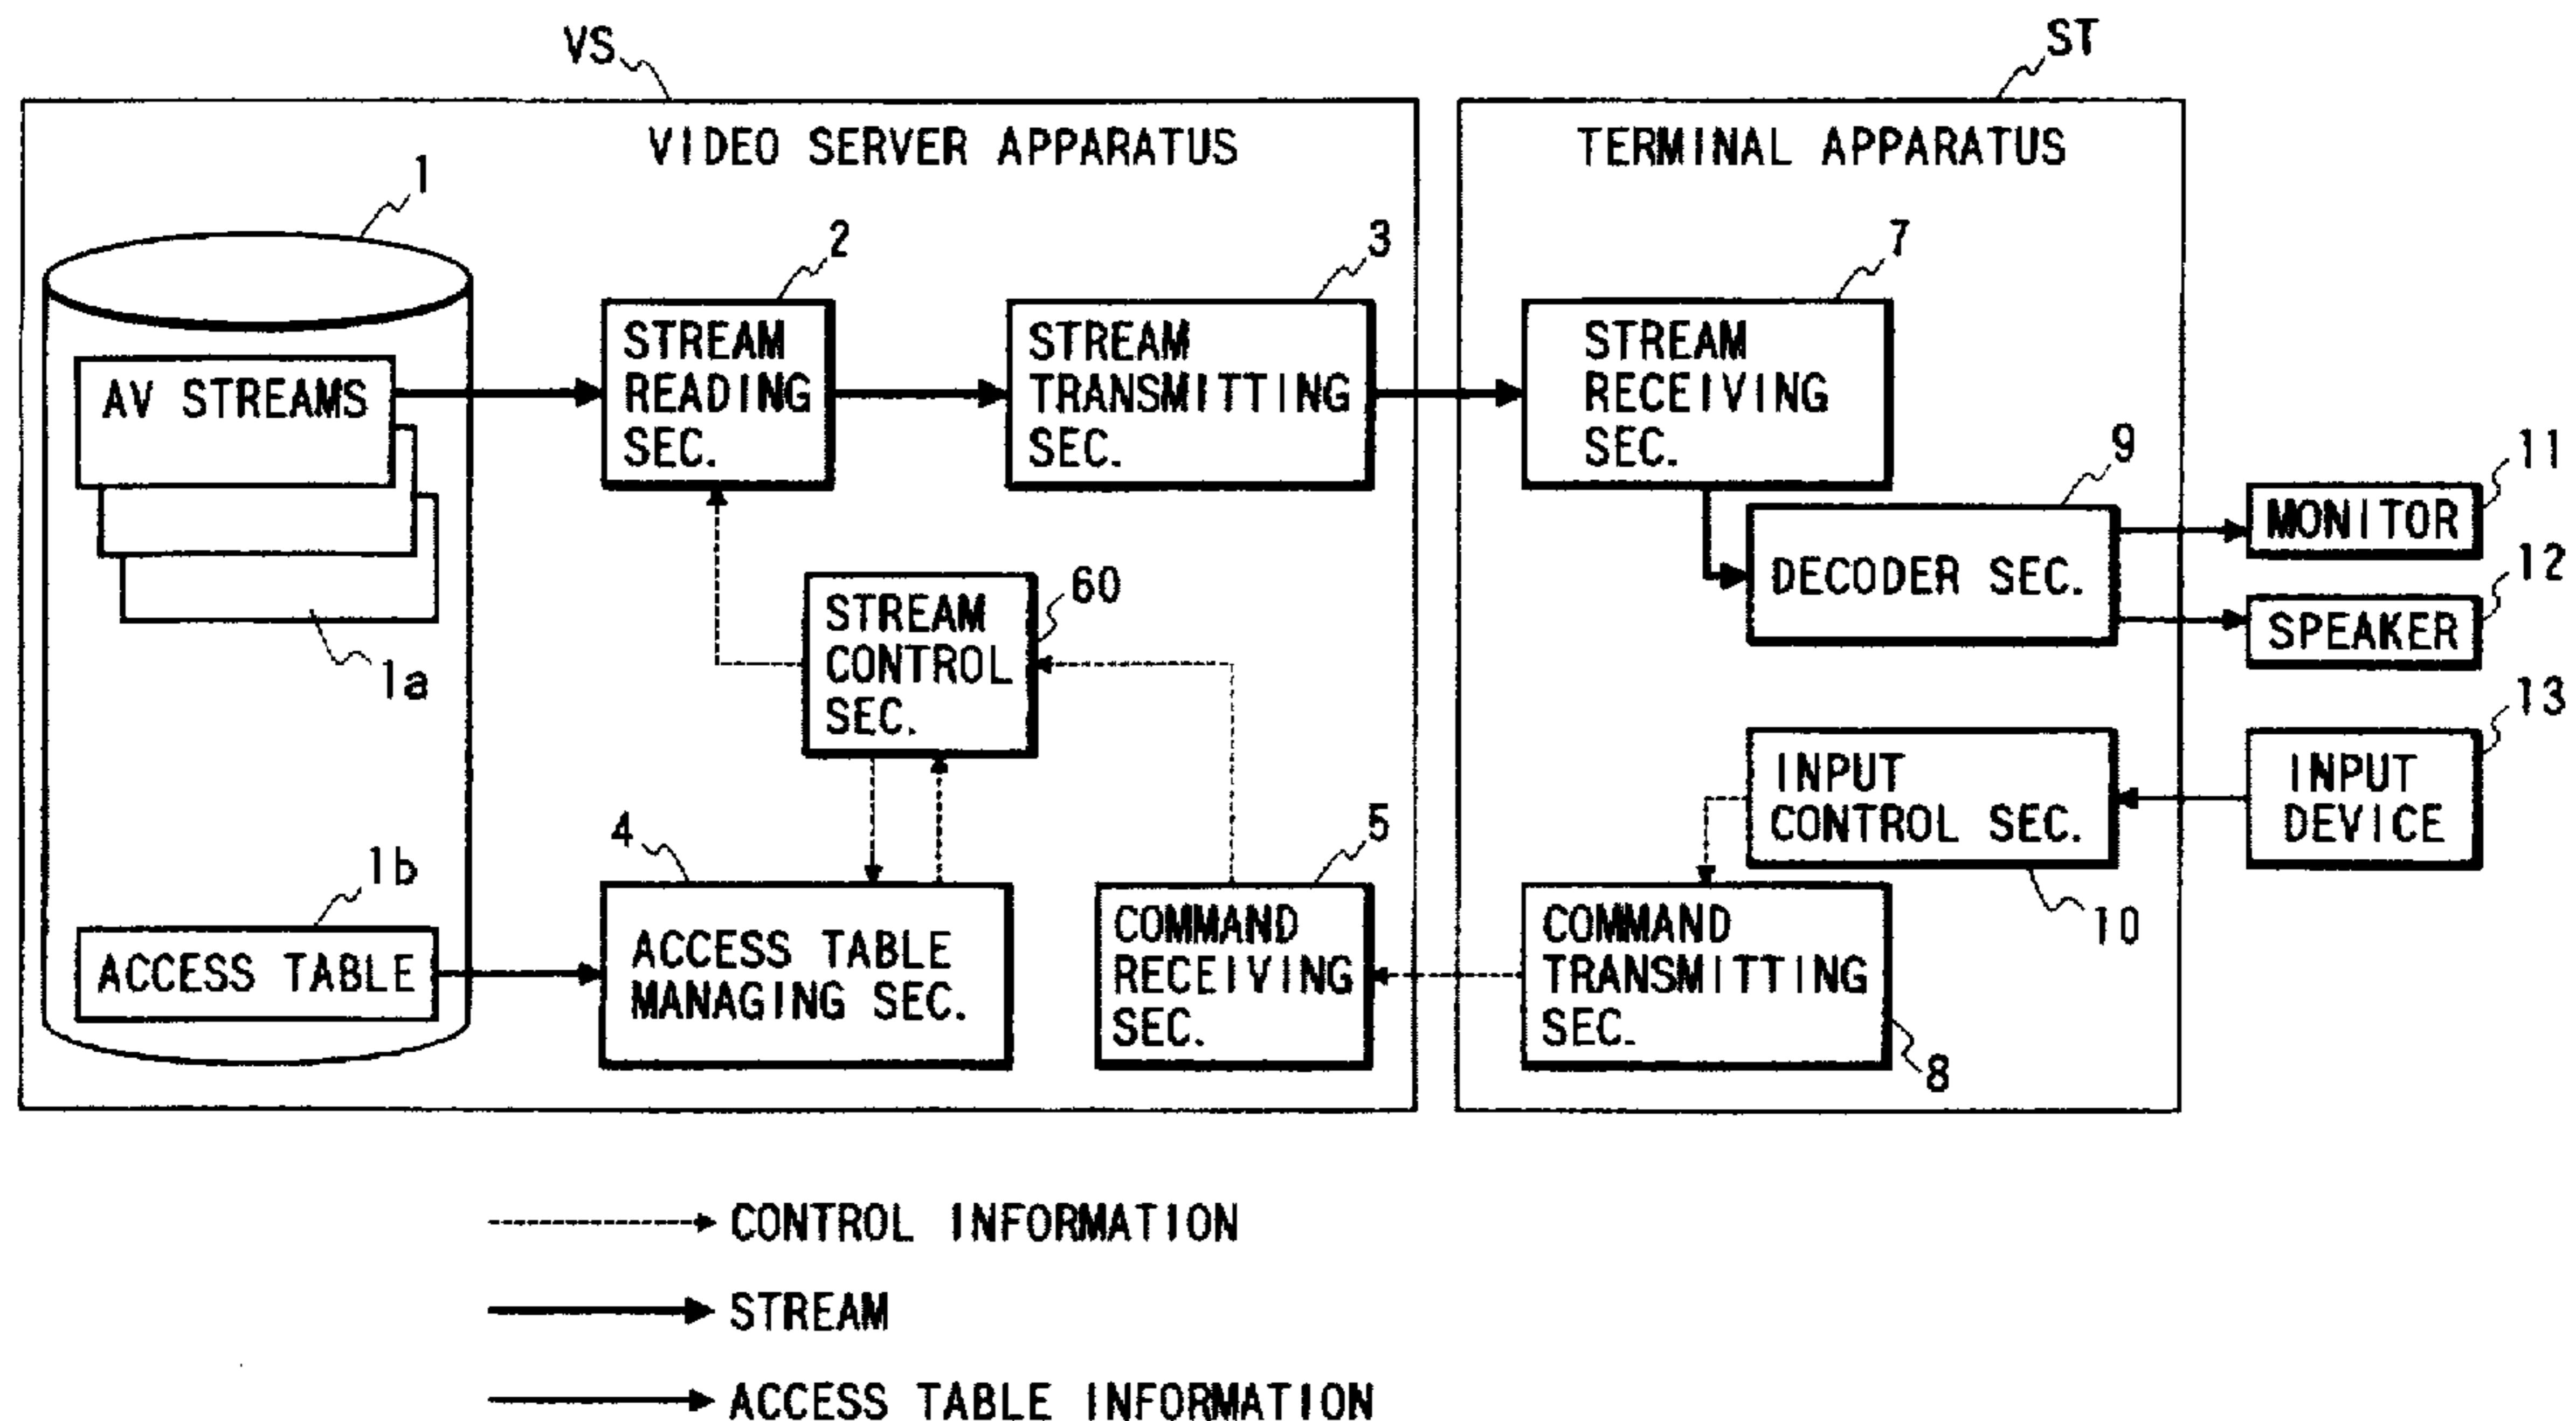 VS
ST
VIDEO SERVER APPARATUS
TERMINAL APPARATUS
1
2
3
7
STREAM
READING
SEC.
STREAM
TRANSMITTING
SEC.
STREAM
RECEIVING
SEC.
AV STREAMS
1a
9
11
MONITOR
DECODER SEC.
12
SPEAKER
60
STREAM
CONTROL
SEC.
13
INPUT
CONTROL SEC.
INPUT
DEVICE
10
4
5
1b
ACCESS TABLE
ACCESS TABLE
MANAGING SEC.
COMMAND
RECEIVING
SEC.
COMMAND
TRANSMITTING
SEC.
8
CONTROL INFORMATION
STREAM
ACCESS TABLE INFORMATION